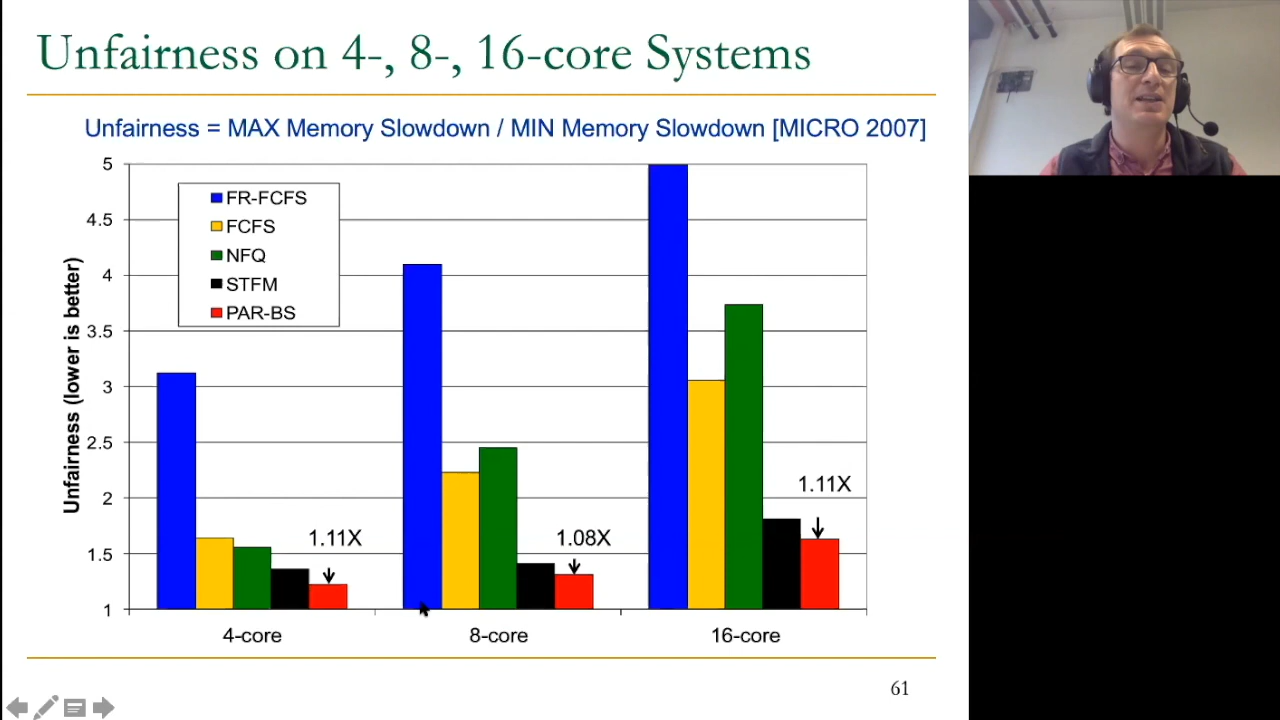 Unfairness on 4-, 8-, 16-core Systems
Unfairness = MAX Memory Slowdown / MIN Memory Slowdown [MICRO 2007]
Unfairness (lower is better)
5
4.5
4
3.5
3
2.5
2
1.5
1
FR-FCFS
FCFS
NFQ
STFM
PAR-BS
1.11X
1.08X
1.11X
4-core
8-core
16-core
61